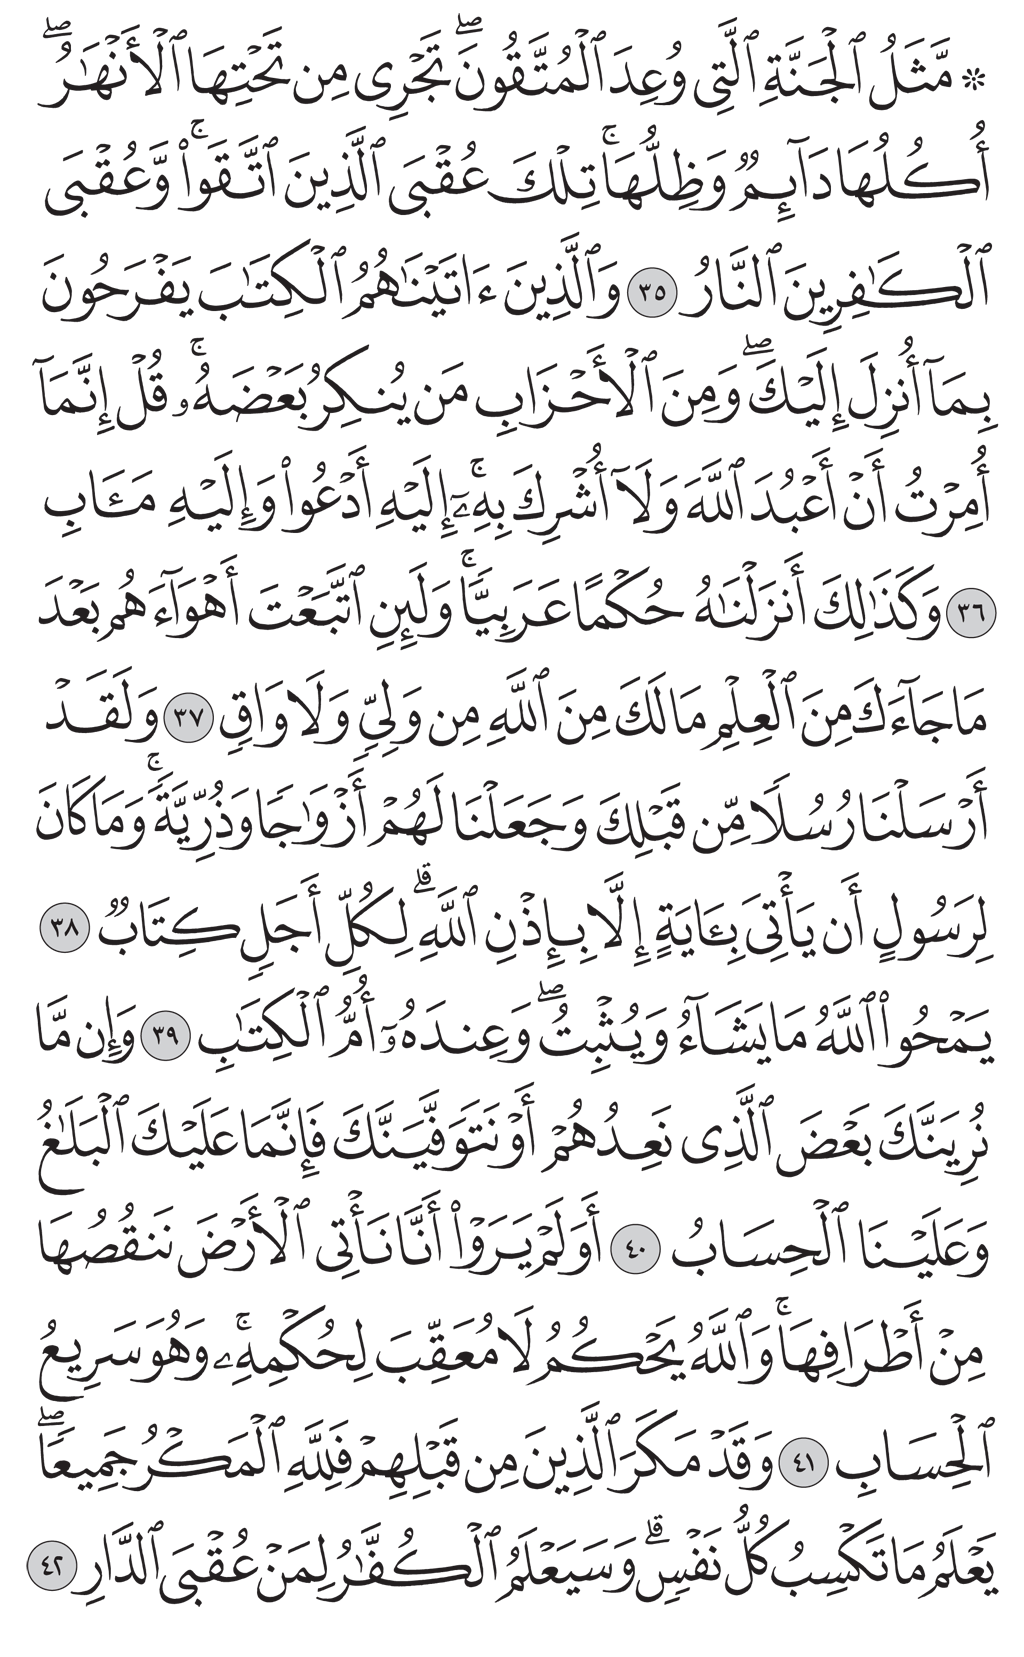 ۞ مَّثَلُ ٱلْجَنَّةِ ٱلَّتِي وُعِدَ ٱلْمُتَّقُونَۖ تَجْرِي مِن تَحْتِهَا ٱلْأَنْهَٰرُۖ
أُكُلُهَا دَآئِمٌ وَظِلُّهَاۚ تِلْكَ عُقْبَى ٱلَّذِينَ ٱتَّقَواْۚ وَّعُقْبَى
ٱلْكَٰفِرِينَ ٱلنَّارُ ٣٥ وَٱلَّذِينَ ءَاتَيْنَٰهُمُ ٱلْكِتَٰبَ يَفْرَحُونَ
بِمَآ أُنزِلَ إِلَيْكَۖ وَمِنَ ٱلْأَحْزَابِ مَن يُنكِرُ بَعْضَهُۥۚ قُلْ إِنَّمَآ
أُمِرْتُ أَنْ أَعْبُدَ ٱللَّهَ وَلَآ أُشْرِكَ بِهِۦٓۚ إِلَيْهِ أَدْعُواْ وَإِلَيْهِ مَـَٔابِ
٣٦ وَكَذَٰلِكَ أَنزَلْنَٰهُ حُكْمًا عَرَبِيًّاۚ وَلَئِنِ ٱتَّبَعْتَ أَهْوَآءَهُم بَعْدَ
مَا جَآءَكَ مِنَ ٱلْعِلْمِ مَا لَكَ مِنَ ٱللَّهِ مِن وَلِيٍّ وَلَا وَاقٍ ٣٧ وَلَقَدْ
أَرْسَلْنَا رُسُلًا مِّن قَبْلِكَ وَجَعَلْنَا لَهُمْ أَزْوَٰجًا وَذُرِّيَّةًۚ وَمَا كَانَ
لِرَسُولٍ أَن يَأْتِيَ بِـَٔايَةٍ إِلَّا بِإِذْنِ ٱللَّهِۗ لِكُلِّ أَجَلٍ كِتَابٌ ٣٨
يَمْحُواْ ٱللَّهُ مَا يَشَآءُ وَيُثْبِتُۖ وَعِندَهُۥٓ أُمُّ ٱلْكِتَٰبِ ٣٩ وَإِن مَّا
نُرِيَنَّكَ بَعْضَ ٱلَّذِي نَعِدُهُمْ أَوْ نَتَوَفَّيَنَّكَ فَإِنَّمَا عَلَيْكَ ٱلْبَلَٰغُ
وَعَلَيْنَا ٱلْحِسَابُ ٤٠ أَوَلَمْ يَرَوْاْ أَنَّا نَأْتِي ٱلْأَرْضَ نَنقُصُهَا
مِنْ أَطْرَافِهَاۚ وَٱللَّهُ يَحْكُمُ لَا مُعَقِّبَ لِحُكْمِهِۦۚ وَهُوَ سَرِيعُ
ٱلْحِسَابِ ٤١ وَقَدْ مَكَرَ ٱلَّذِينَ مِن قَبْلِهِمْ فَلِلَّهِ ٱلْمَكْرُ جَمِيعًاۖ
يَعْلَمُ مَا تَكْسِبُ كُلُّ نَفْسٍۗ وَسَيَعْلَمُ ٱلْكُفَّٰرُ لِمَنْ عُقْبَى ٱلدَّارِ ٤٢